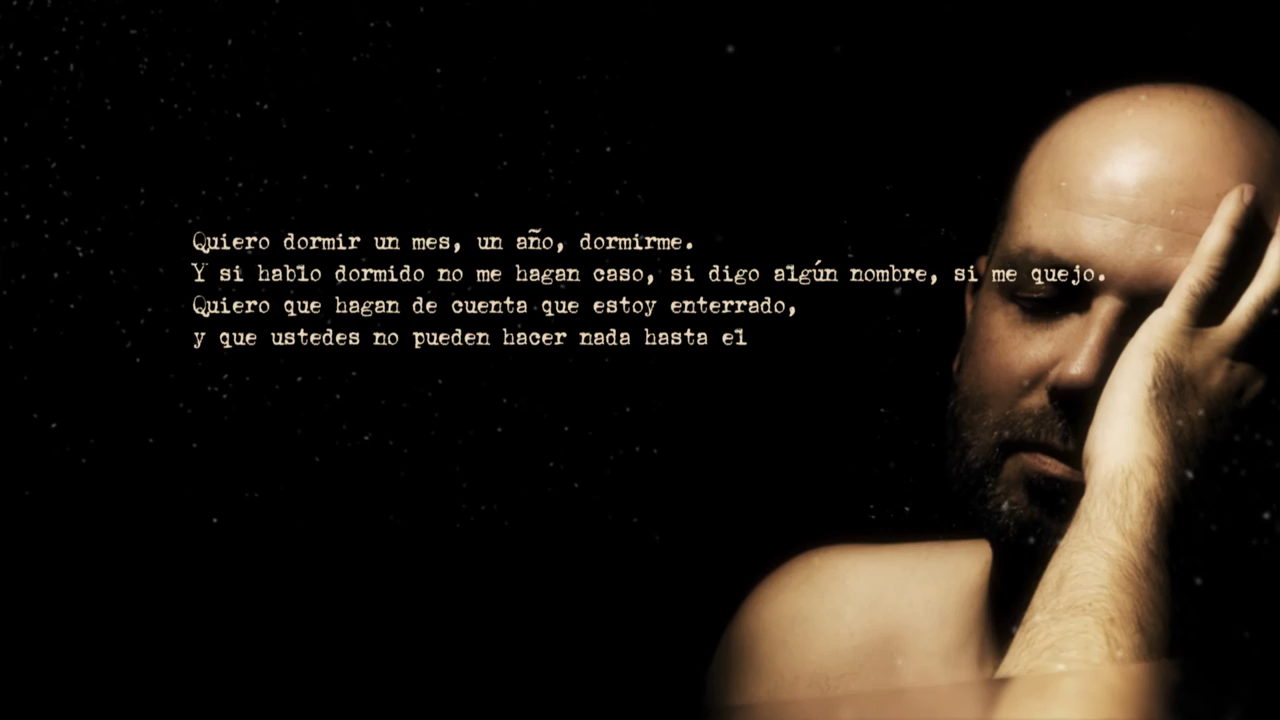 Quiero dormir un mes, un año, dormirme.
Y si hablo dormido no me hagan caso, si digo algún nombre, si me quejo.
Quiero que hagan de cuenta que estoy enterrado,
y que ustedes no pueden hacer nada hasta el